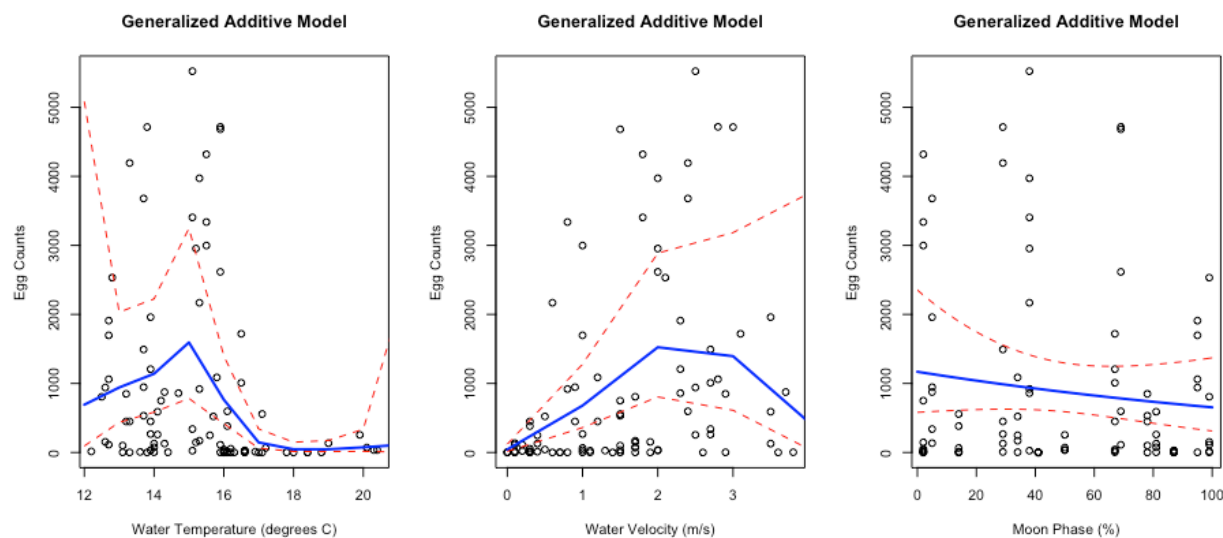 Generalized Additive Model
Egg Counts
5000
4000
3000
2000
1000
0
12 14 16 18 20
Water Temperature (degrees C)
Generalized Additive Model
Egg Counts
5000
4000
3000
2000
1000
0
0 1 2 3
Water Velocity (m/s)
Generalized Additive Model
Egg Counts
5000
4000
3000
2000
1000
0
0 20 40 60 80 100
Moon Phase (%)